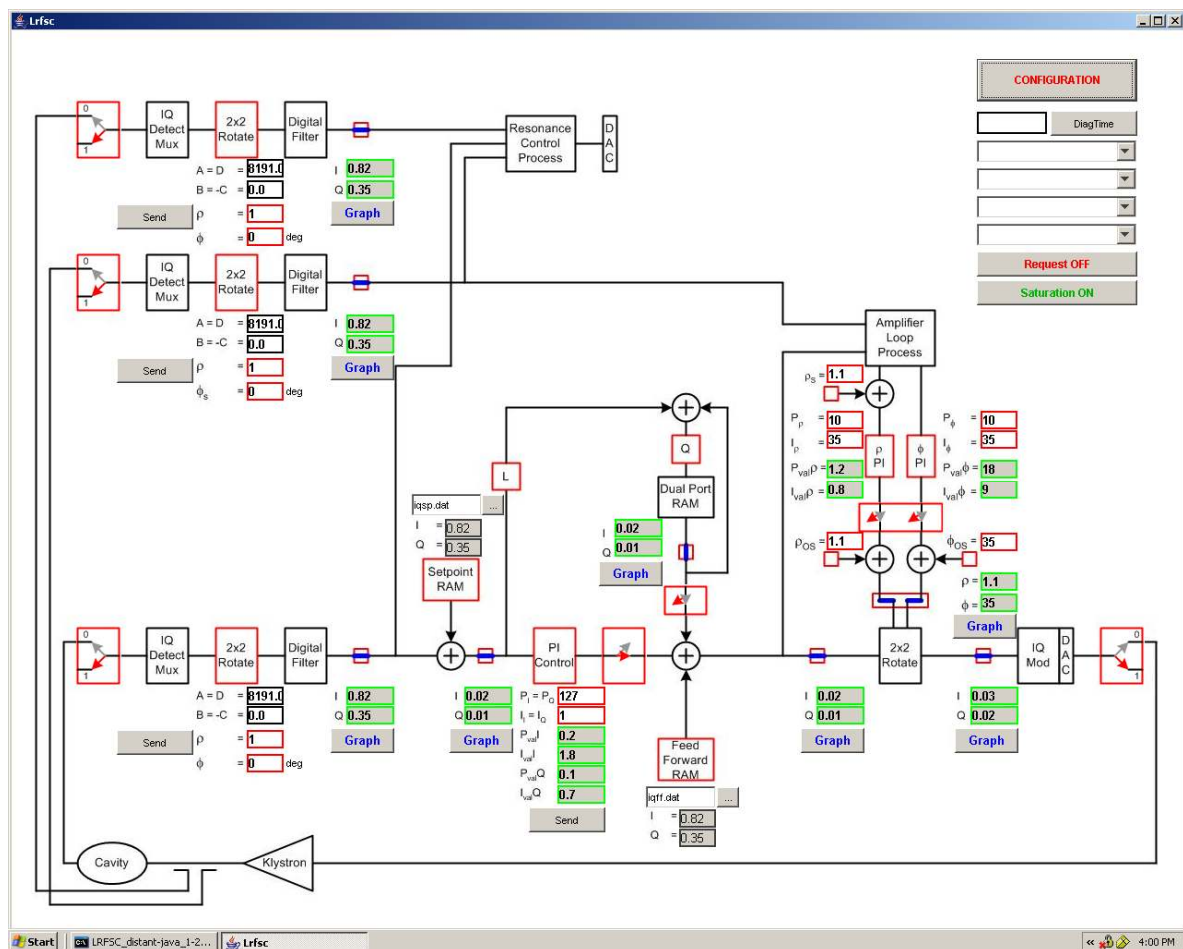 Lrfsc
CONFIGURATION
DiagTime
Request OFF
Saturation ON
0
1
IQ
Detect
Mux
2x2
Rotate
Digital
Filter
Resonance
Control
Process
D
A
C
A = D = 8191.0
B = -C = 0.0
Send
ρ = 1
ϕ = 0 deg
I 0.82
Q 0.35
Graph
0
1
IQ
Detect
Mux
2x2
Rotate
Digital
Filter
A = D = 8191.0
B = -C = 0.0
Send
ρ = 1
ϕs = 0 deg
I 0.82
Q 0.35
Graph
Amplifier
Loop
Process
ρS = 1.1
Pρ = 10
Iρ = 35
Pvalρ = 1.2
Ivalρ = 0.8
ρ
PI
ϕ
PI
Pϕ = 10
Iϕ = 35
Pvalϕ = 18
Ivalϕ = 9
ρOS = 1.1
ϕOS = 35
ρ = 1.1
ϕ = 35
Graph
L
Q
Dual Port
RAM
I 0.02
Q 0.01
Graph
iqsp.dat ...
I = 0.82
Q = 0.35
Setpoint
RAM
0
1
IQ
Detect
Mux
2x2
Rotate
Digital
Filter
PI
Control
2x2
Rotate
IQ
Mod
D
A
C
0
1
A = D = 8191.0
B = -C = 0.0
Send
ρ = 1
ϕ = 0 deg
I 0.82
Q 0.35
Graph
I 0.02
Q 0.01
Graph
PI = PQ 127
II = IQ 1
PvalI 0.2
IvalI 1.8
PvalQ 0.1
IvalQ 0.7
Send
Feed
Forward
RAM
iqff.dat ...
I = 0.82
Q = 0.35
I 0.02
Q 0.01
Graph
I 0.03
Q 0.02
Graph
Cavity
Klystron
Start LRFSC_distant-java_1-2... Lrfsc « 4:00 PM